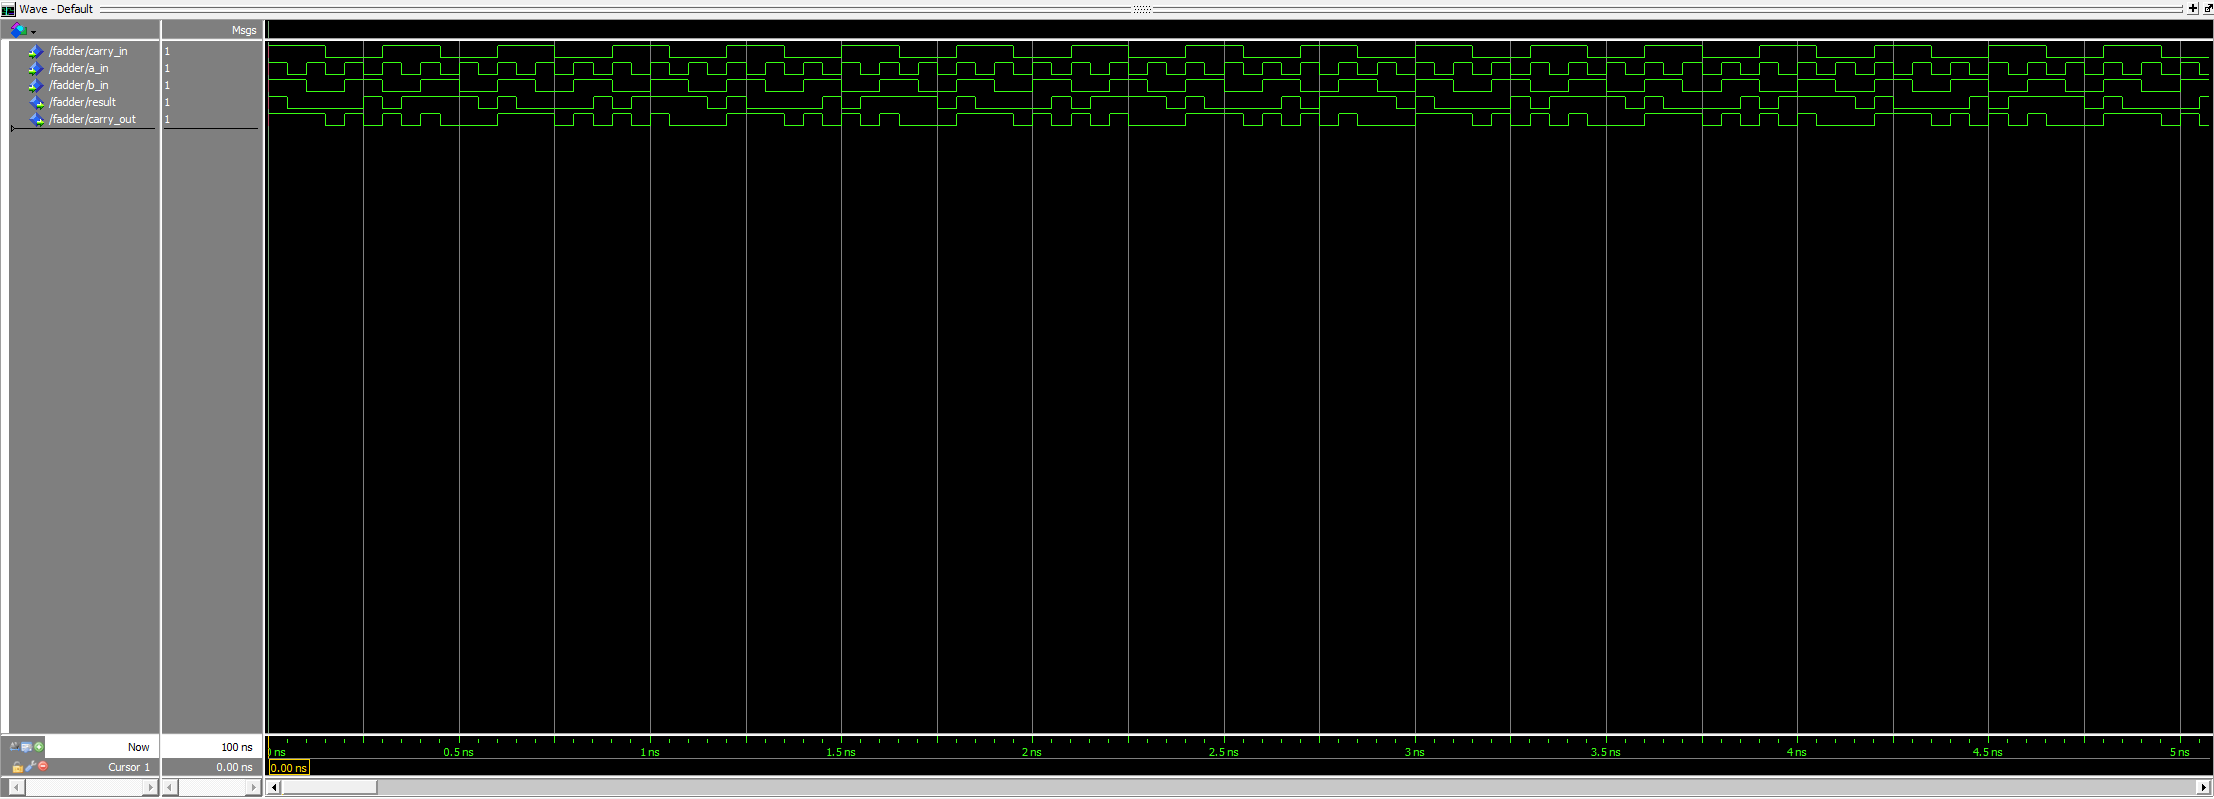 Wave - Default
Msgs
/fadder/carry_in 1
/fadder/a_in 1
/fadder/b_in 1
/fadder/result 1
/fadder/carry_out 1
Now 100 ns
ns 0.5 ns 1 ns 1.5 ns 2 ns 2.5 ns 3 ns 3.5 ns 4 ns 4.5 ns 5 ns
Cursor 1 0.00 ns 0.00 ns